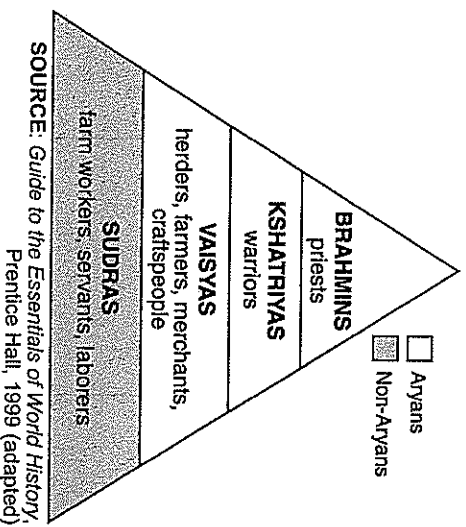 Aryans
Non-Aryans
BRAHMINS
priests
KSHATRIYAS
warriors
VAISYAS
herders, farmers, merchants,
craftspeople
SUDRAS
farm workers, servants, laborers
SOURCE: Guide to the Essentials of World History,
Prentice Hall, 1999 (adapted)